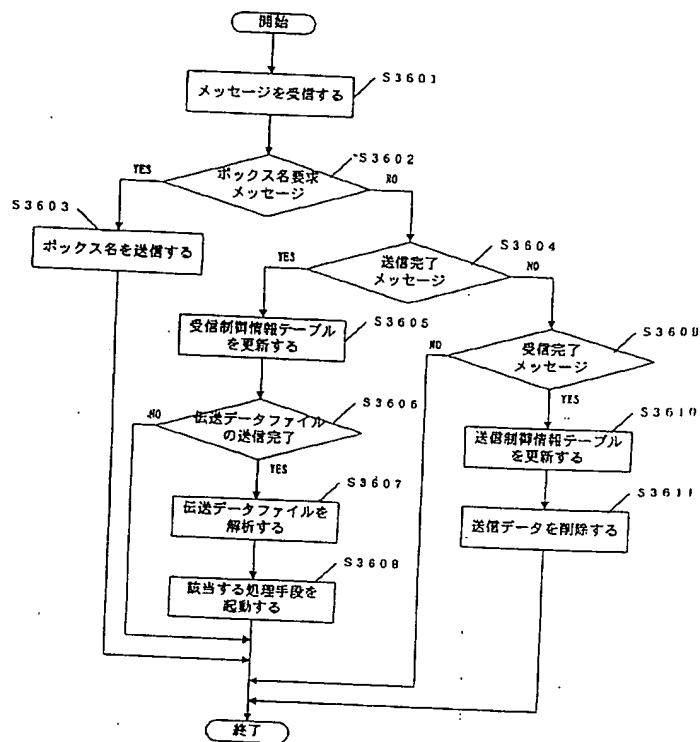 開始
メッセージを受信する
S3601
ボックス名要求
メッセージ
S3602
YES
NO
S3603
ボックス名を送信する
送信完了
メッセージ
S3604
YES
NO
受信制御情報テーブル
を更新する
S3605
受信完了
メッセージ
S3609
NO
YES
伝送データファイル
の送信完了
S3606
NO
YES
送信制御情報テーブル
を更新する
S3610
伝送データファイルを
解析する
S3607
送信データを削除する
S3611
該当する処理手段を
起動する
S3608
終了